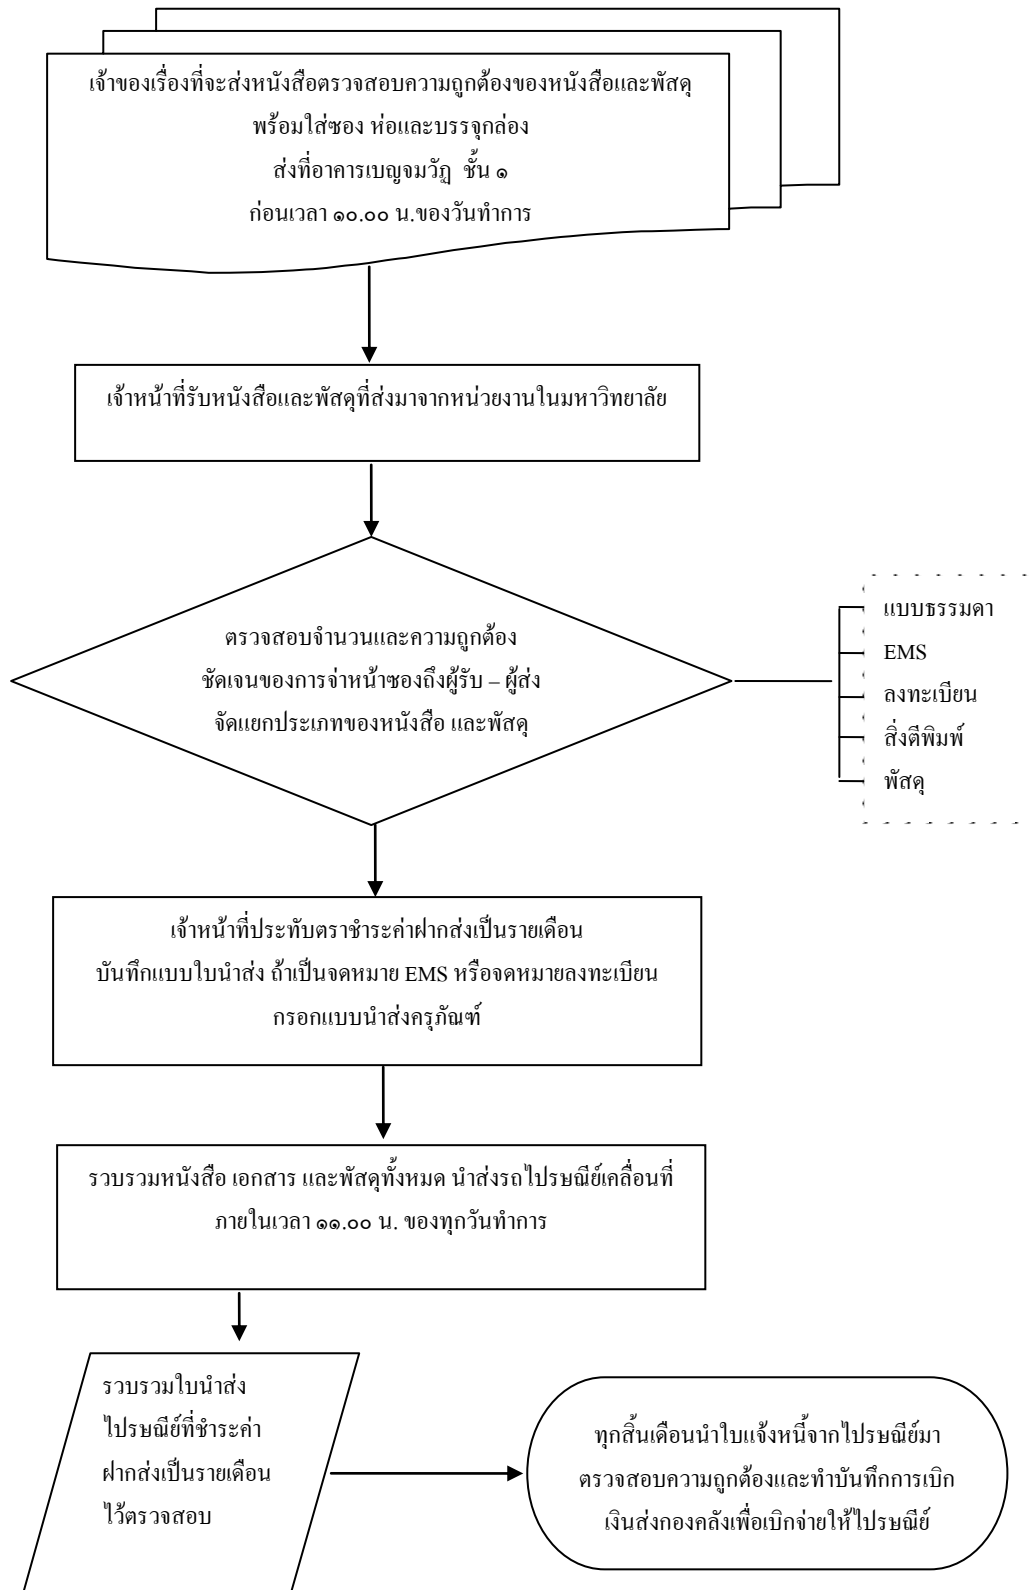 เจ้าของเรื่องที่จะส่งหนังสือตรวจสอบความถูกต้องของหนังสือและพัสดุ
พร้อมใส่ซอง ห่อและบรรจุกล่อง
ส่งที่อาคารเบญจมวัฏ ชั้น ๑
ก่อนเวลา ๑๐.๐๐ น.ของวันทำการ
เจ้าหน้าที่รับหนังสือและพัสดุที่ส่งมาจากหน่วยงานในมหาวิทยาลัย
ตรวจสอบจำนวนและความถูกต้อง
ชัดเจนของการจ่าหน้าซองถึงผู้รับ – ผู้ส่ง
จัดแยกประเภทของหนังสือ และพัสดุ
แบบธรรมดา
EMS
ลงทะเบียน
สิ่งตีพิมพ์
พัสดุ
เจ้าหน้าที่ประทับตราชำระค่าฝากส่งเป็นรายเดือน
บันทึกแบบใบนำส่ง ถ้าเป็นจดหมาย EMS หรือจดหมายลงทะเบียน
กรอกแบบนำส่งครุภัณฑ์
รวบรวมหนังสือ เอกสาร และพัสดุทั้งหมด นำส่งรถไปรษณีย์เคลื่อนที่
ภายในเวลา ๑๑.๐๐ น. ของทุกวันทำการ
รวบรวมใบนำส่ง
ไปรษณีย์ที่ชำระค่า
ฝากส่งเป็นรายเดือน
ไว้ตรวจสอบ
ทุกสิ้นเดือนนำใบแจ้งหนี้จากไปรษณีย์มา
ตรวจสอบความถูกต้องและทำบันทึกการเบิก
เงินส่งกองคลังเพื่อเบิกจ่ายให้ไปรษณีย์